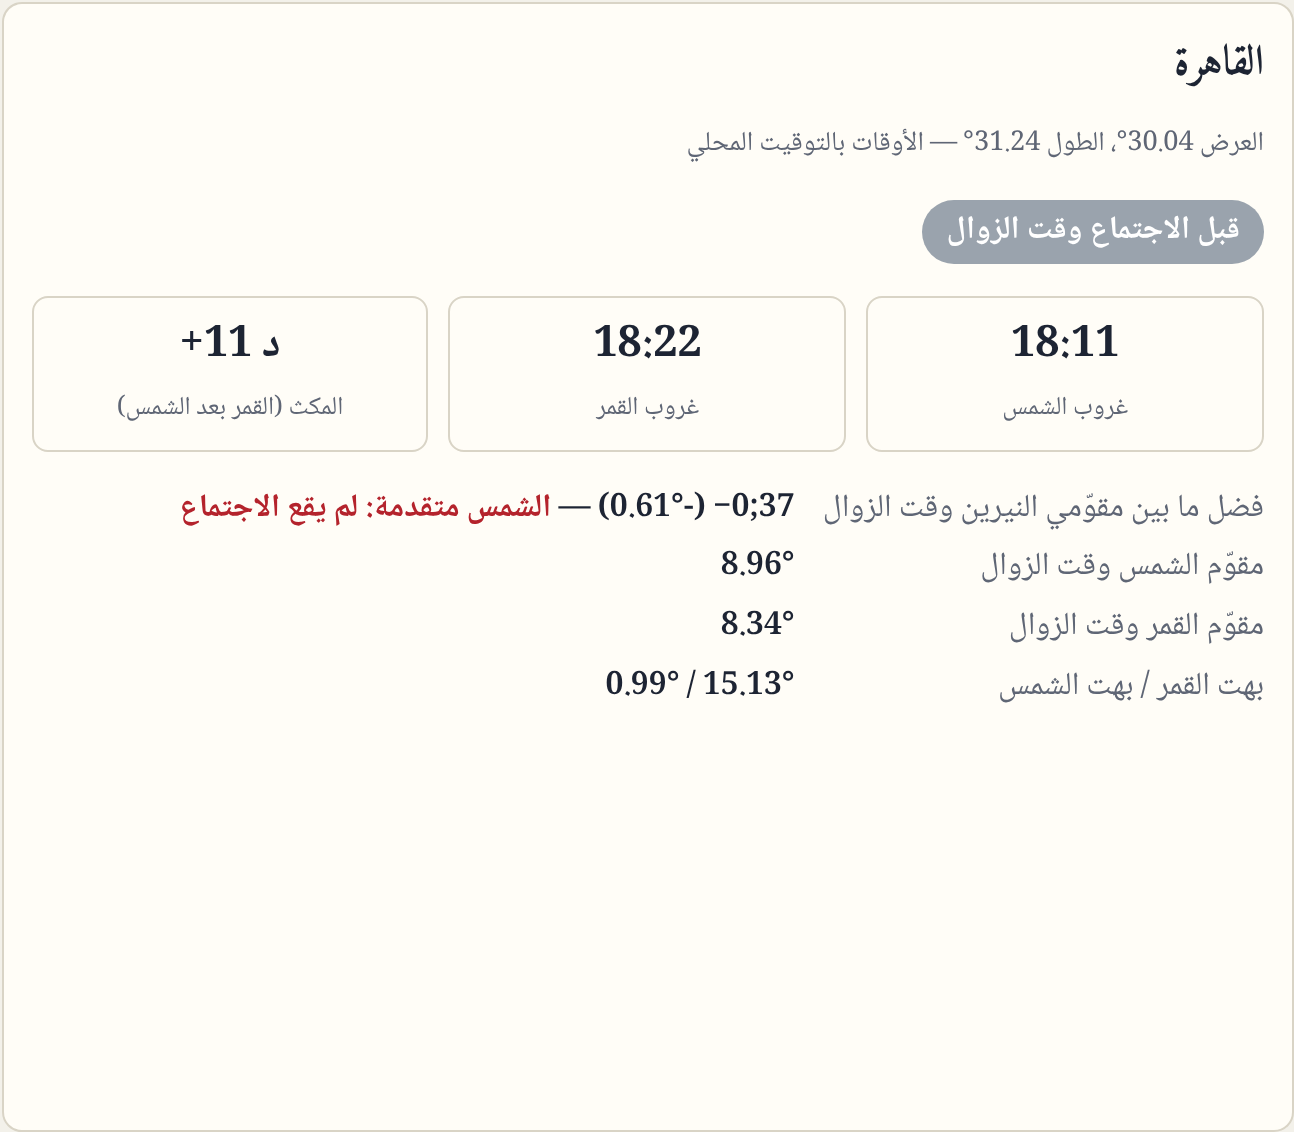 القاهرة
العرض 30.04°، الطول 31.24° — الأوقات بالتوقيت المحلي
قبل الاجتماع وقت الزوال
18:11
غروب الشمس
18:22
غروب القمر
+11 د
المكث (القمر بعد الشمس)
فضل ما بين مقوّمي النيرين وقت الزوال −0;37 (-0.61°) — الشمس متقدمة: لم يقع الاجتماع
مقوّم الشمس وقت الزوال 8.96°
مقوّم القمر وقت الزوال 8.34°
بهت القمر / بهت الشمس 15.13° / 0.99°